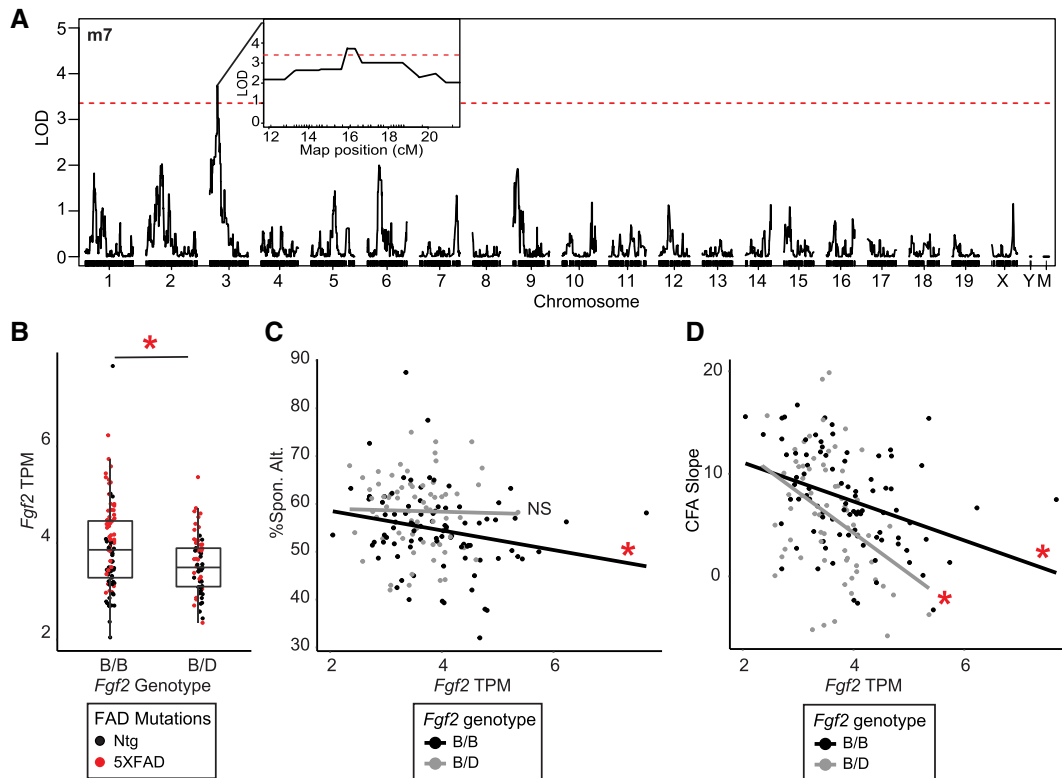 A
m7
LOD
5
4
3
2
1
0
LOD
4
3
2
1
0
12 14 16 18 20
Map position (cM)
1 2 3 4 5 6 7 8 9 10 11 12 13 14 15 16 17 18 19 X Y M
Chromosome
B
*
Fgf2 TPM
6
4
2
B/B B/D
Fgf2 Genotype
FAD Mutations
Ntg
5XFAD
C
%Spon. Alt.
90
80
70
60
50
40
30
NS
*
2 4 6
Fgf2 TPM
Fgf2 genotype
B/B
B/D
D
CFA Slope
20
10
0
*
*
2 4 6
Fgf2 TPM
Fgf2 genotype
B/B
B/D